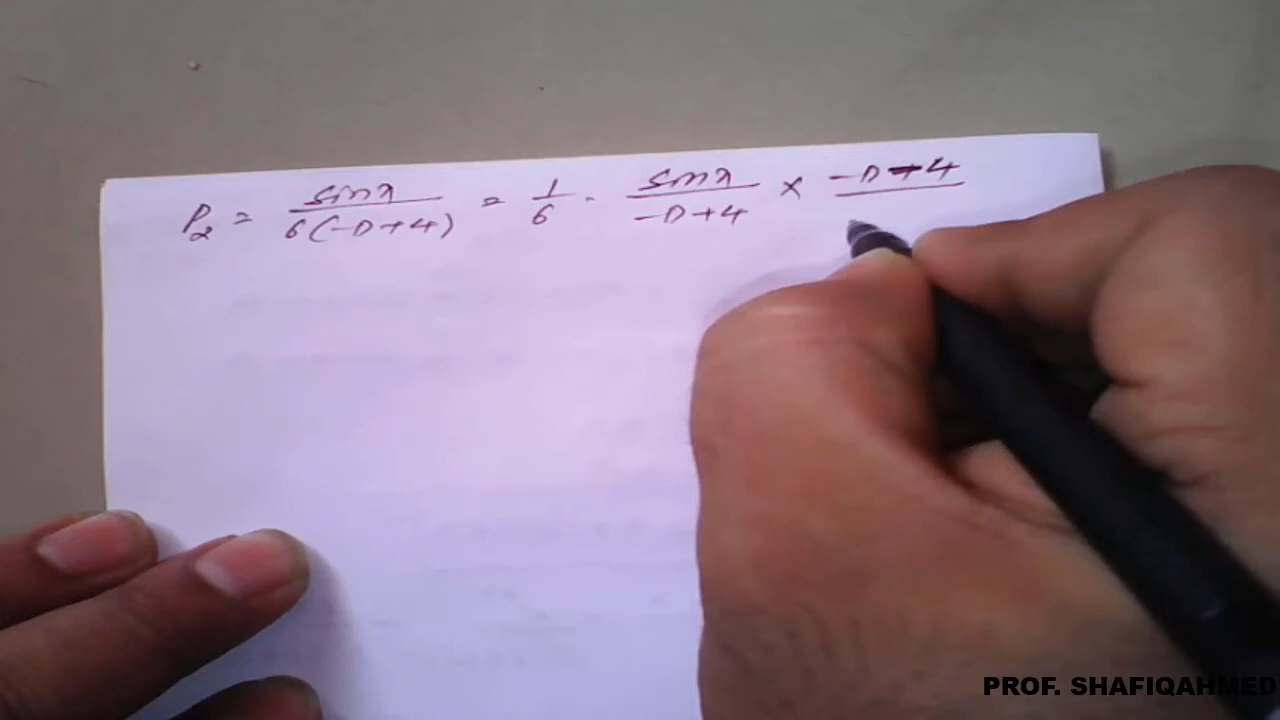 P₂ = sinx / 6(-D+4) = 1/6 · sinx / -D+4 × -D-4
PROF. SHAFIQAHMED